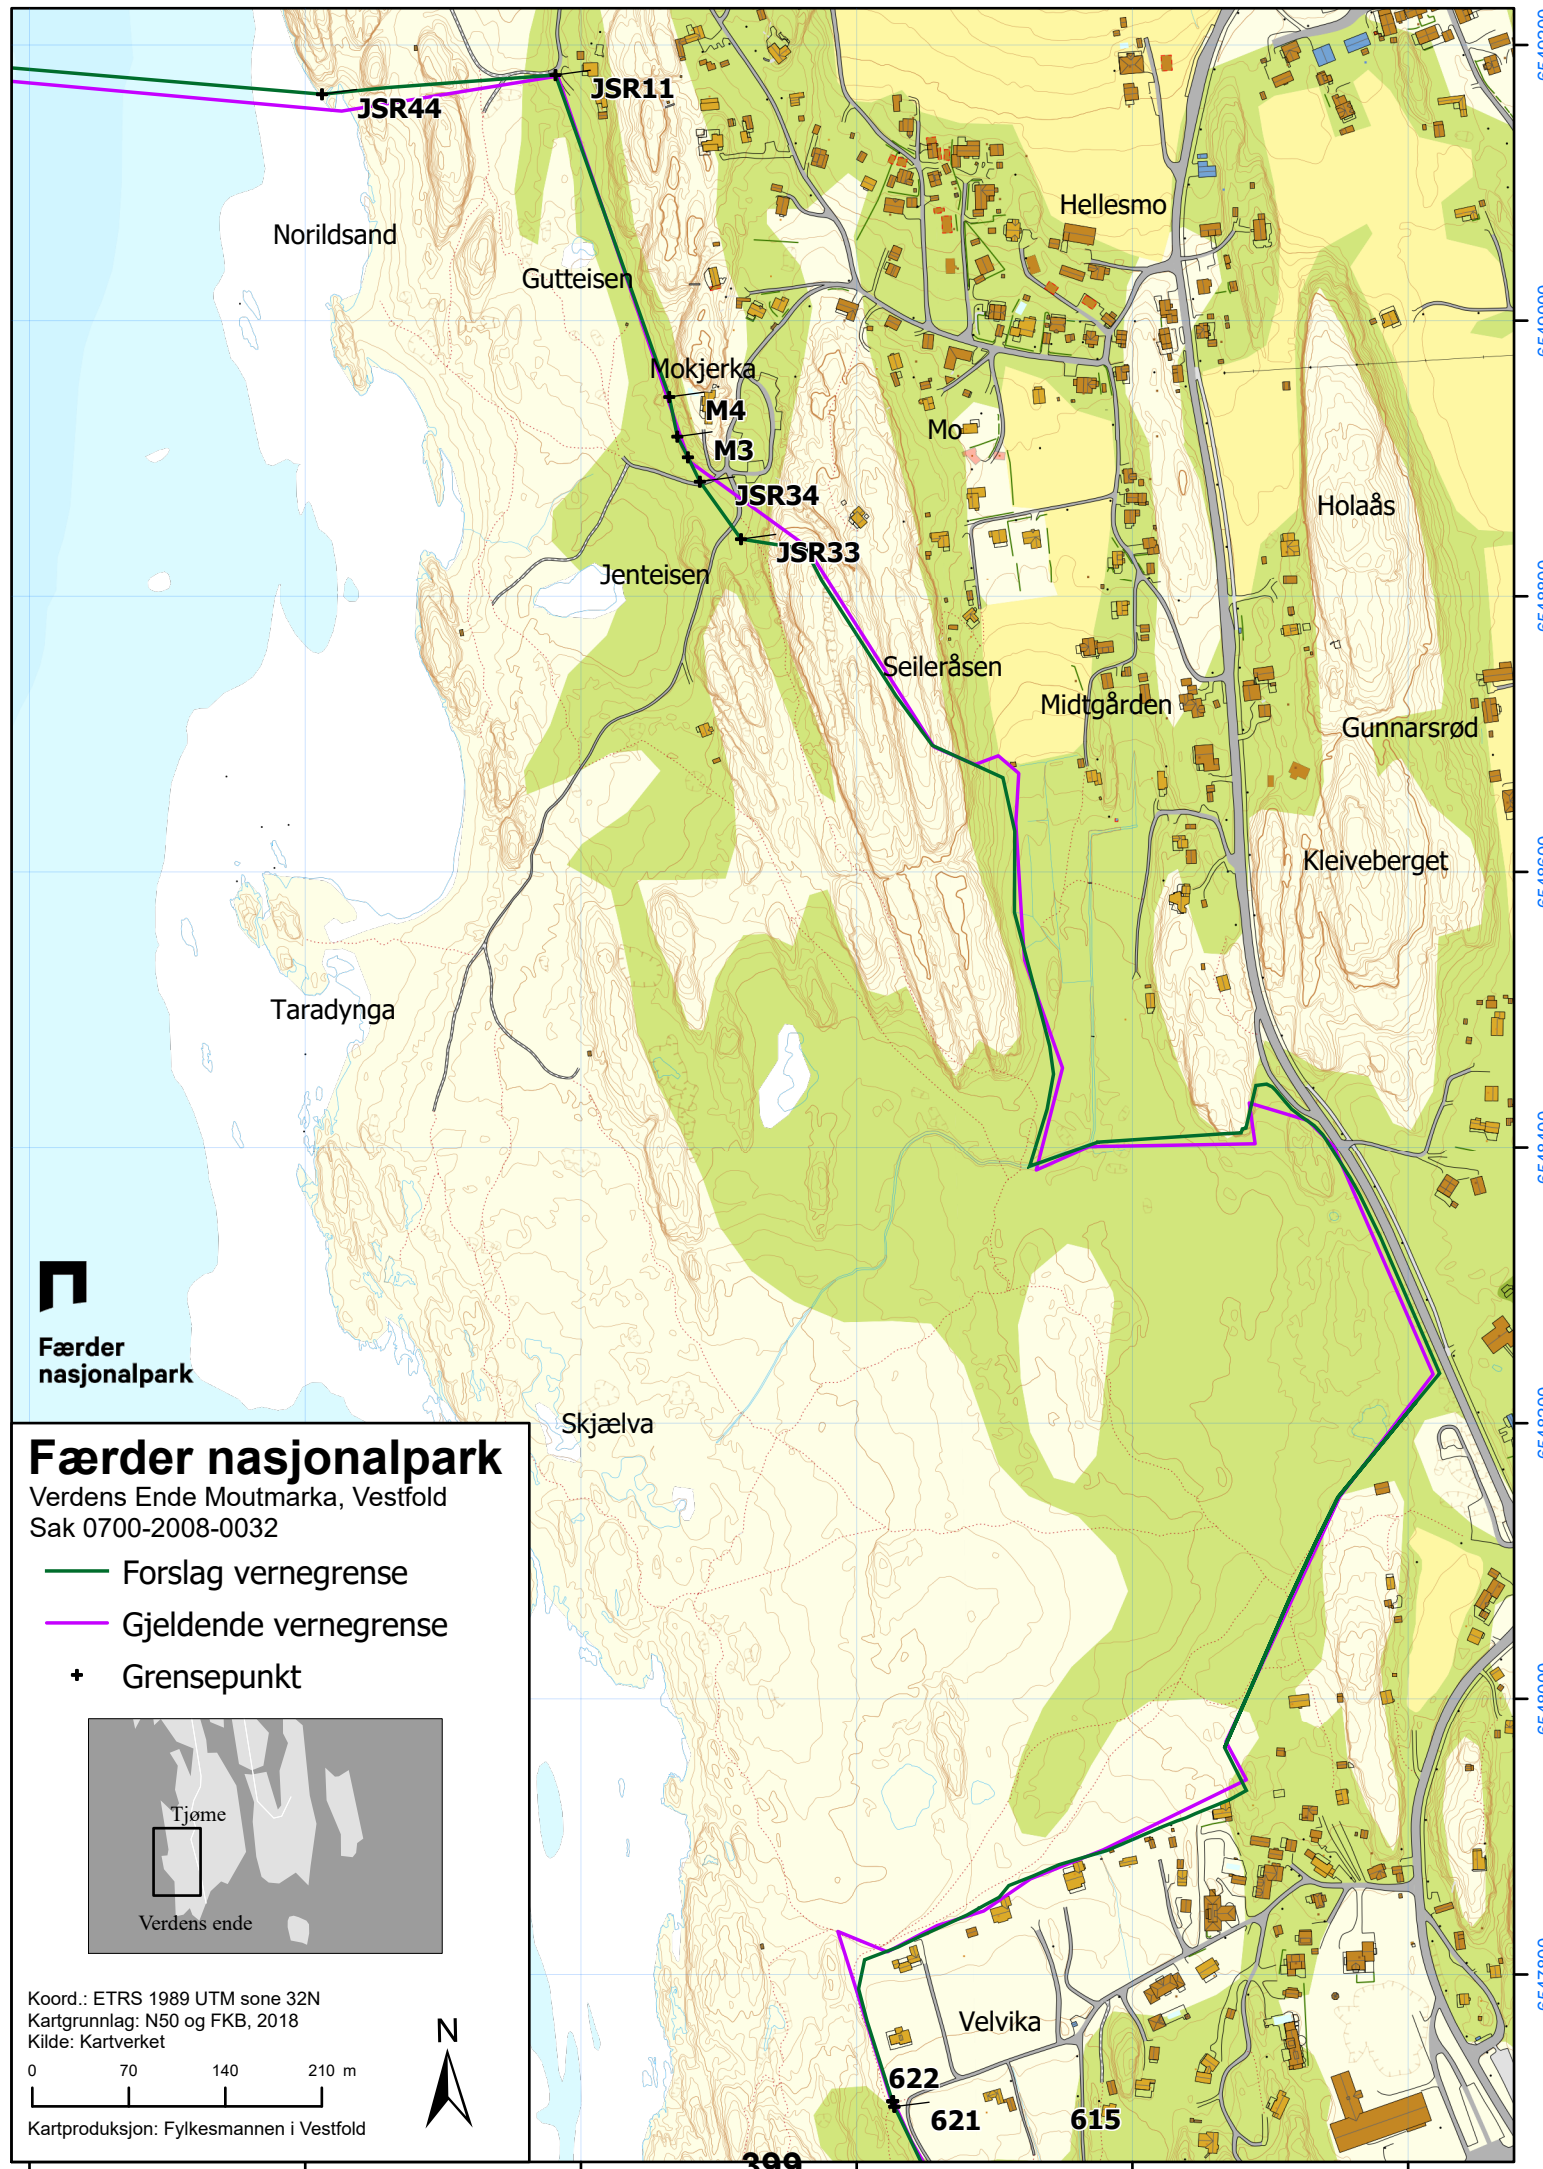 JSR11
JSR44
Hellesmo
Norildsand
Gutteisen
Mokjerka
M4
Mo
M3
JSR34
Holaås
JSR33
Jenteisen
Seileråsen
Midtgården
Gunnarsrød
Kleiveberget
Taradynga
Færder
nasjonalpark
Skjælva
Færder nasjonalpark
Verdens Ende Moutmarka, Vestfold
Sak 0700-2008-0032
Forslag vernegrense
Gjeldende vernegrense
Grensepunkt
Tjøme
Verdens ende
Koord.: ETRS 1989 UTM sone 32N
Kartgrunnlag: N50 og FKB, 2018
Kilde: Kartverket
0 70 140 210 m
N
Kartproduksjon: Fylkesmannen i Vestfold
Velvika
622
621
615
399